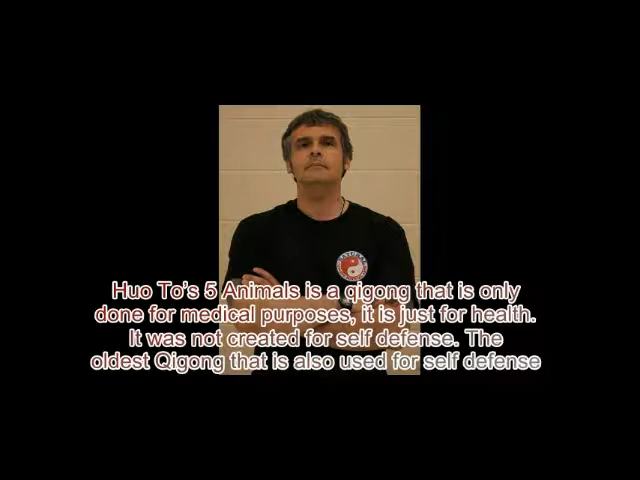 Huo To's 5 Animals is a qigong that is only
done for medical purposes, it is just for health.
It was not created for self defense. The
oldest Qigong that is also used for self defense